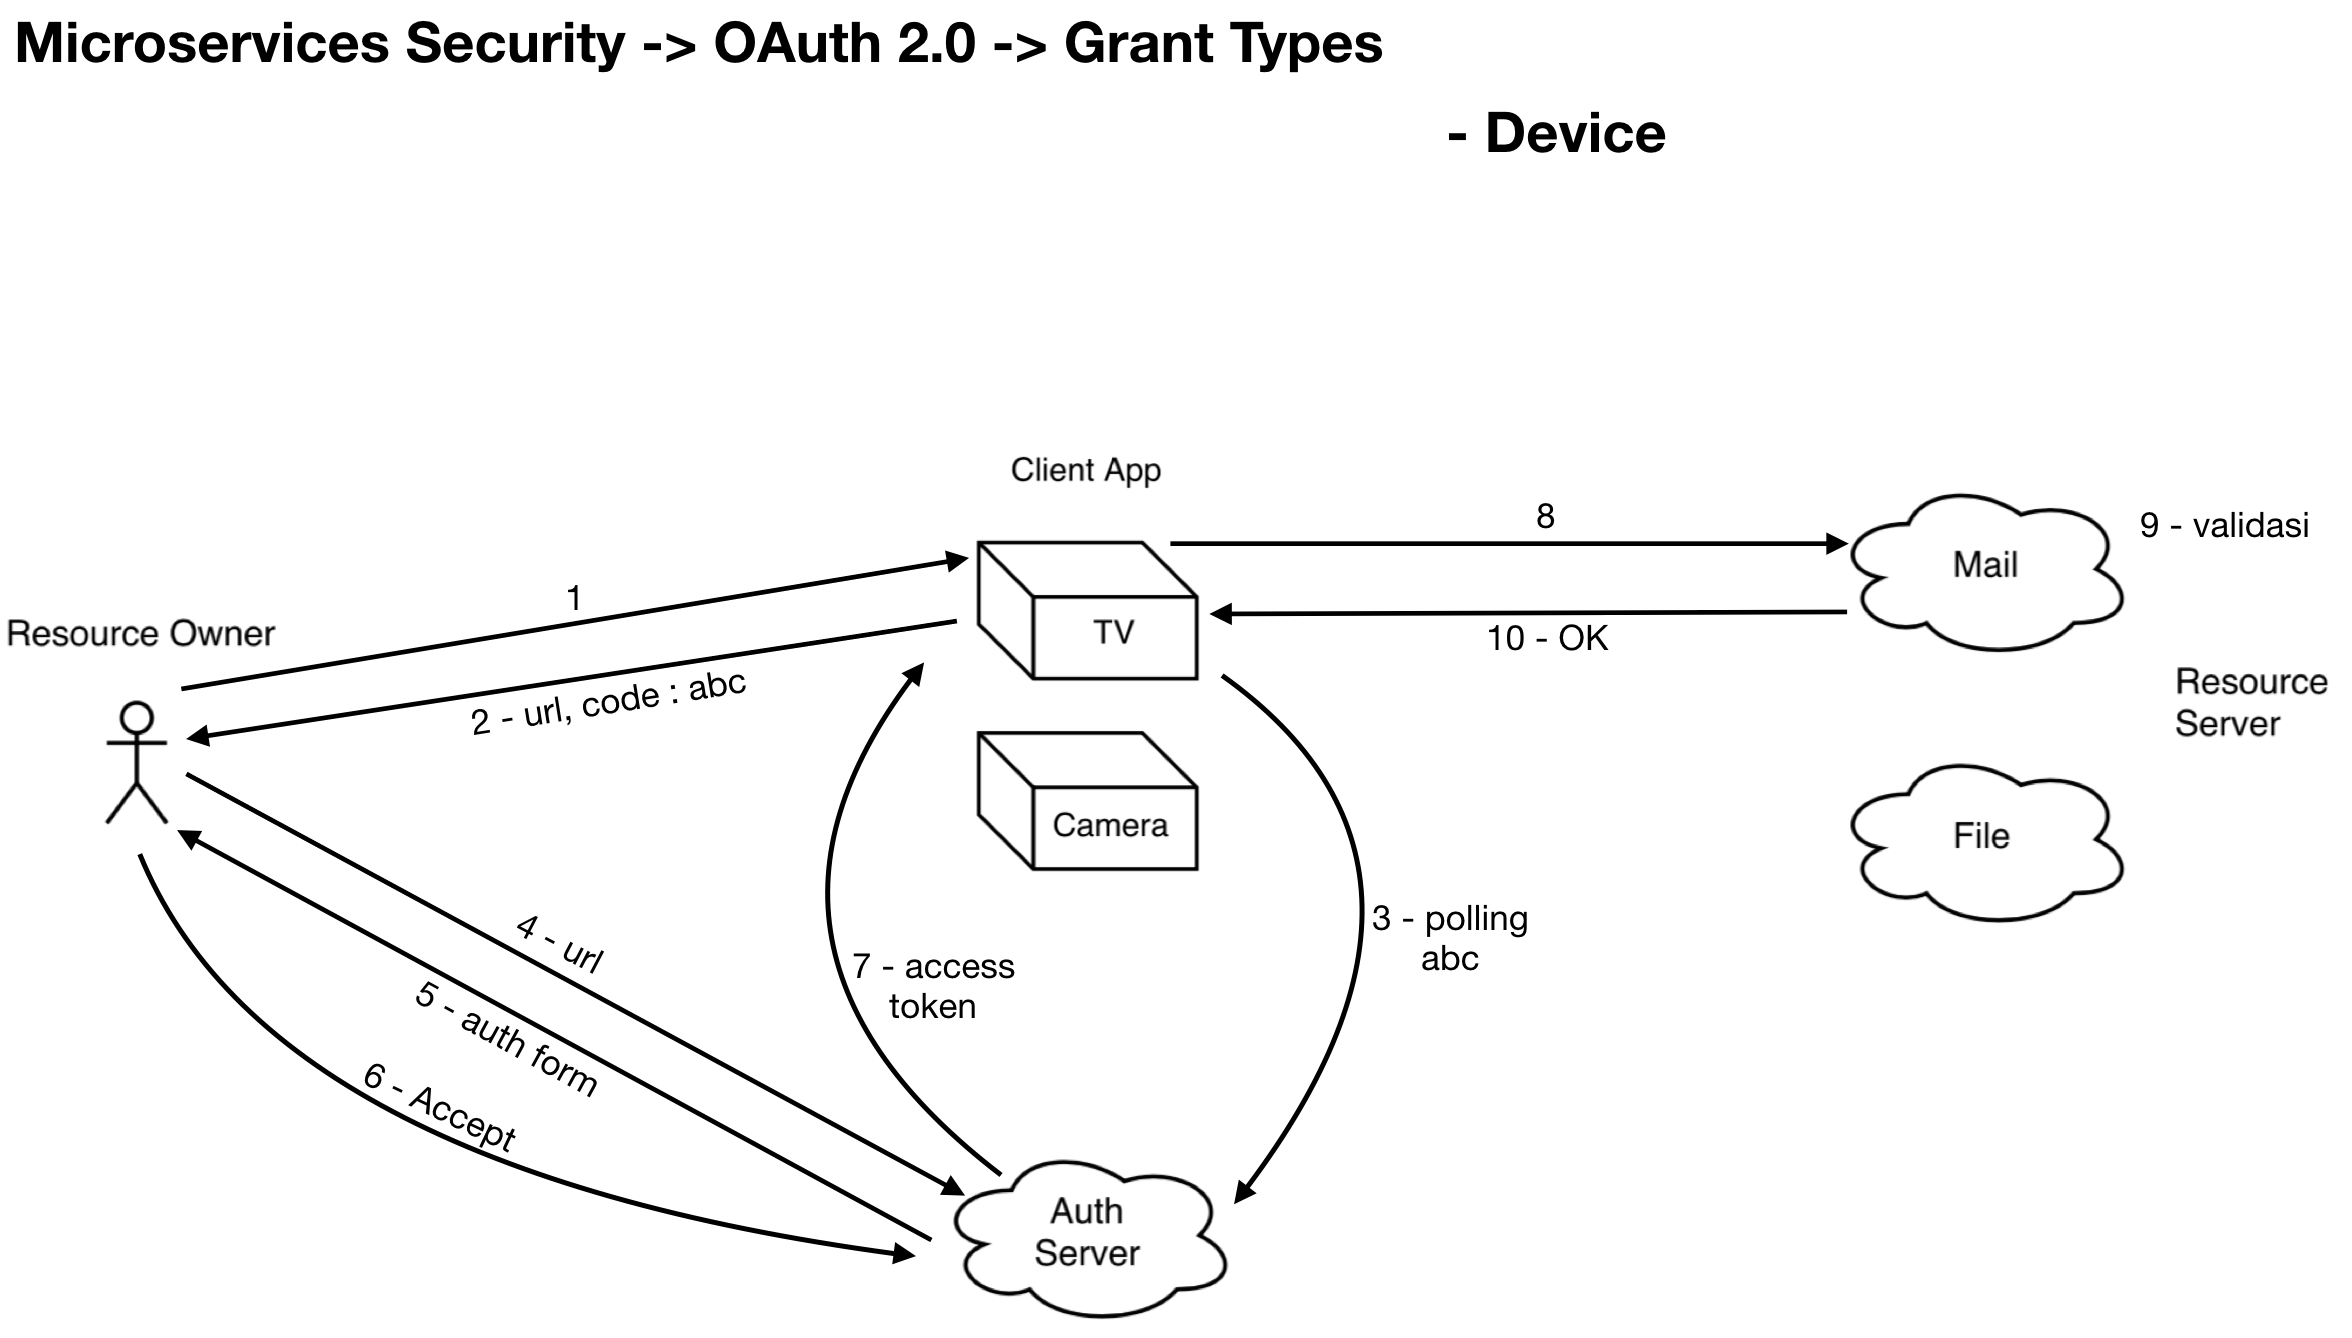 Microservices Security -> OAuth 2.0 -> Grant Types
- Device
Client App
8
9 - validasi
Mail
1
TV
10 - OK
Resource Owner
2 - url, code : abc
Resource
Server
Camera
File
4 - url
3 - polling
abc
7 - access
token
5 - auth form
6 - Accept
Auth
Server